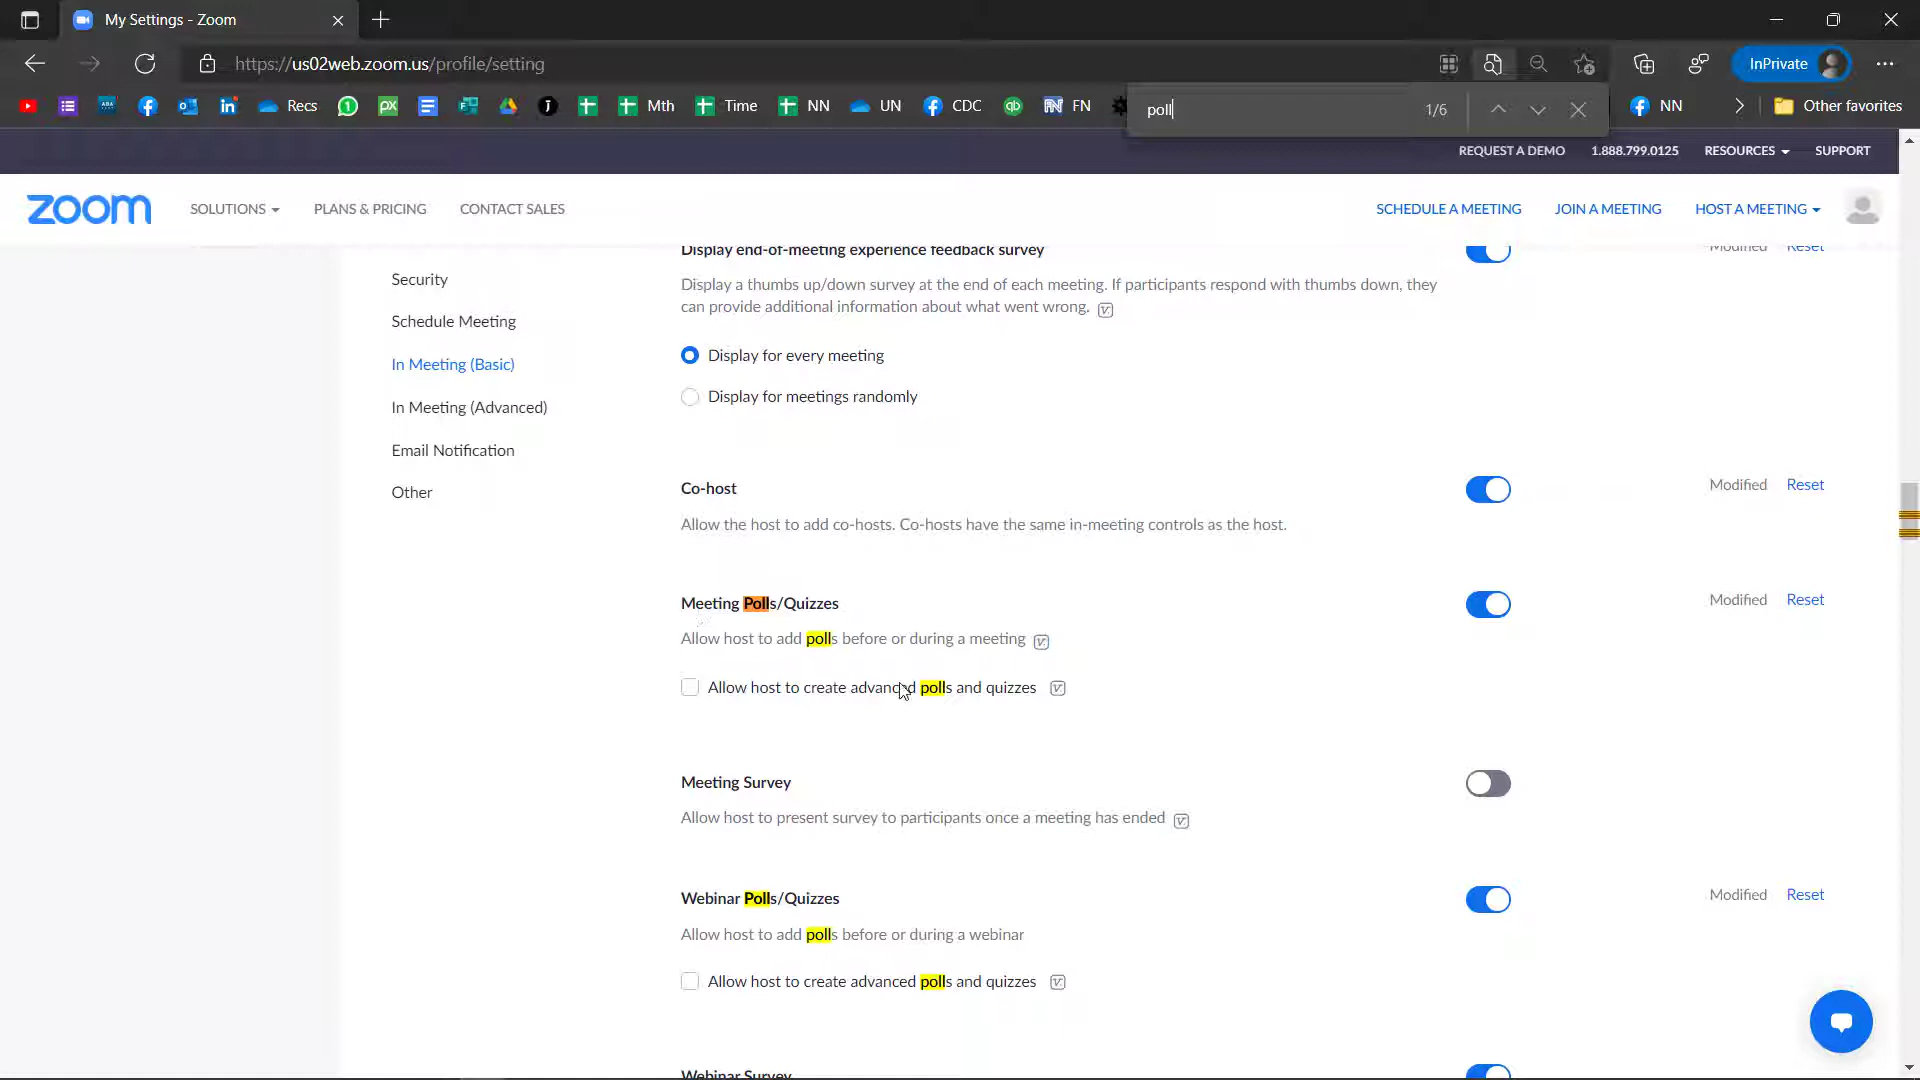 My Settings - Zoom
https://us02web.zoom.us/profile/setting
InPrivate
Recs
Mth
Time
NN
UN
CDC
FN
poll
1/6
NN
Other favorites
REQUEST A DEMO 1.888.799.0125 RESOURCES SUPPORT
zoom SOLUTIONS PLANS & PRICING CONTACT SALES SCHEDULE A MEETING JOIN A MEETING HOST A MEETING
Display end-of-meeting experience feedback survey Modified Reset
Security
Display a thumbs up/down survey at the end of each meeting. If participants respond with thumbs down, they
can provide additional information about what went wrong.
Schedule Meeting
Display for every meeting
In Meeting (Basic)
Display for meetings randomly
In Meeting (Advanced)
Email Notification
Other
Co-host Modified Reset
Allow the host to add co-hosts. Co-hosts have the same in-meeting controls as the host.
Meeting Polls/Quizzes Modified Reset
Allow host to add polls before or during a meeting
Allow host to create advanced polls and quizzes
Meeting Survey
Allow host to present survey to participants once a meeting has ended
Webinar Polls/Quizzes Modified Reset
Allow host to add polls before or during a webinar
Allow host to create advanced polls and quizzes
Webinar Survey